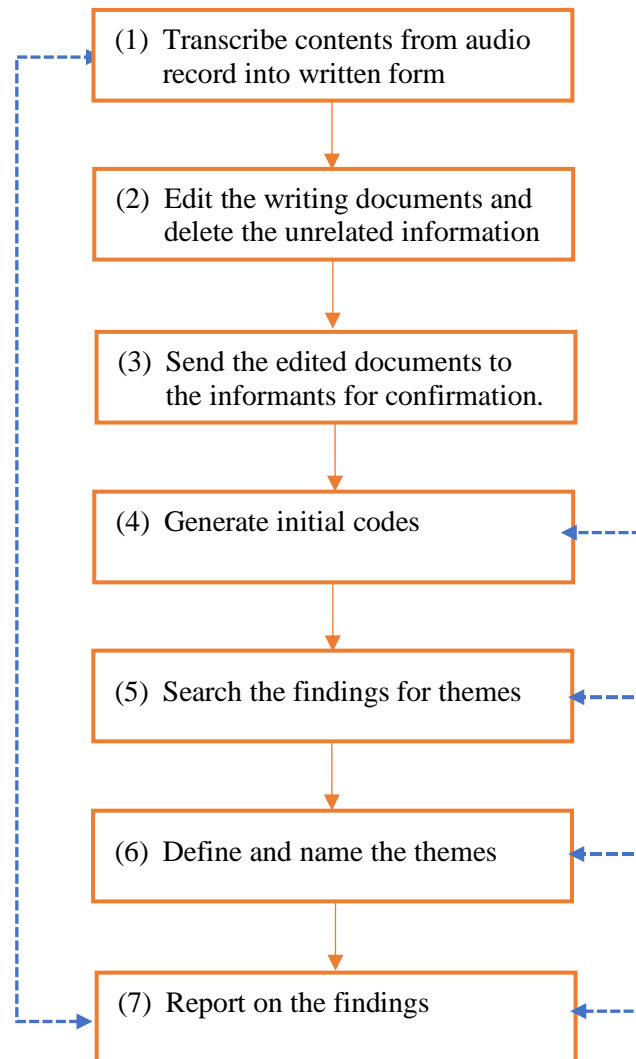 (1) Transcribe contents from audio
record into written form
(2) Edit the writing documents and
delete the unrelated information
(3) Send the edited documents to
the informants for confirmation.
(4) Generate initial codes
(5) Search the findings for themes
(6) Define and name the themes
(7) Report on the findings